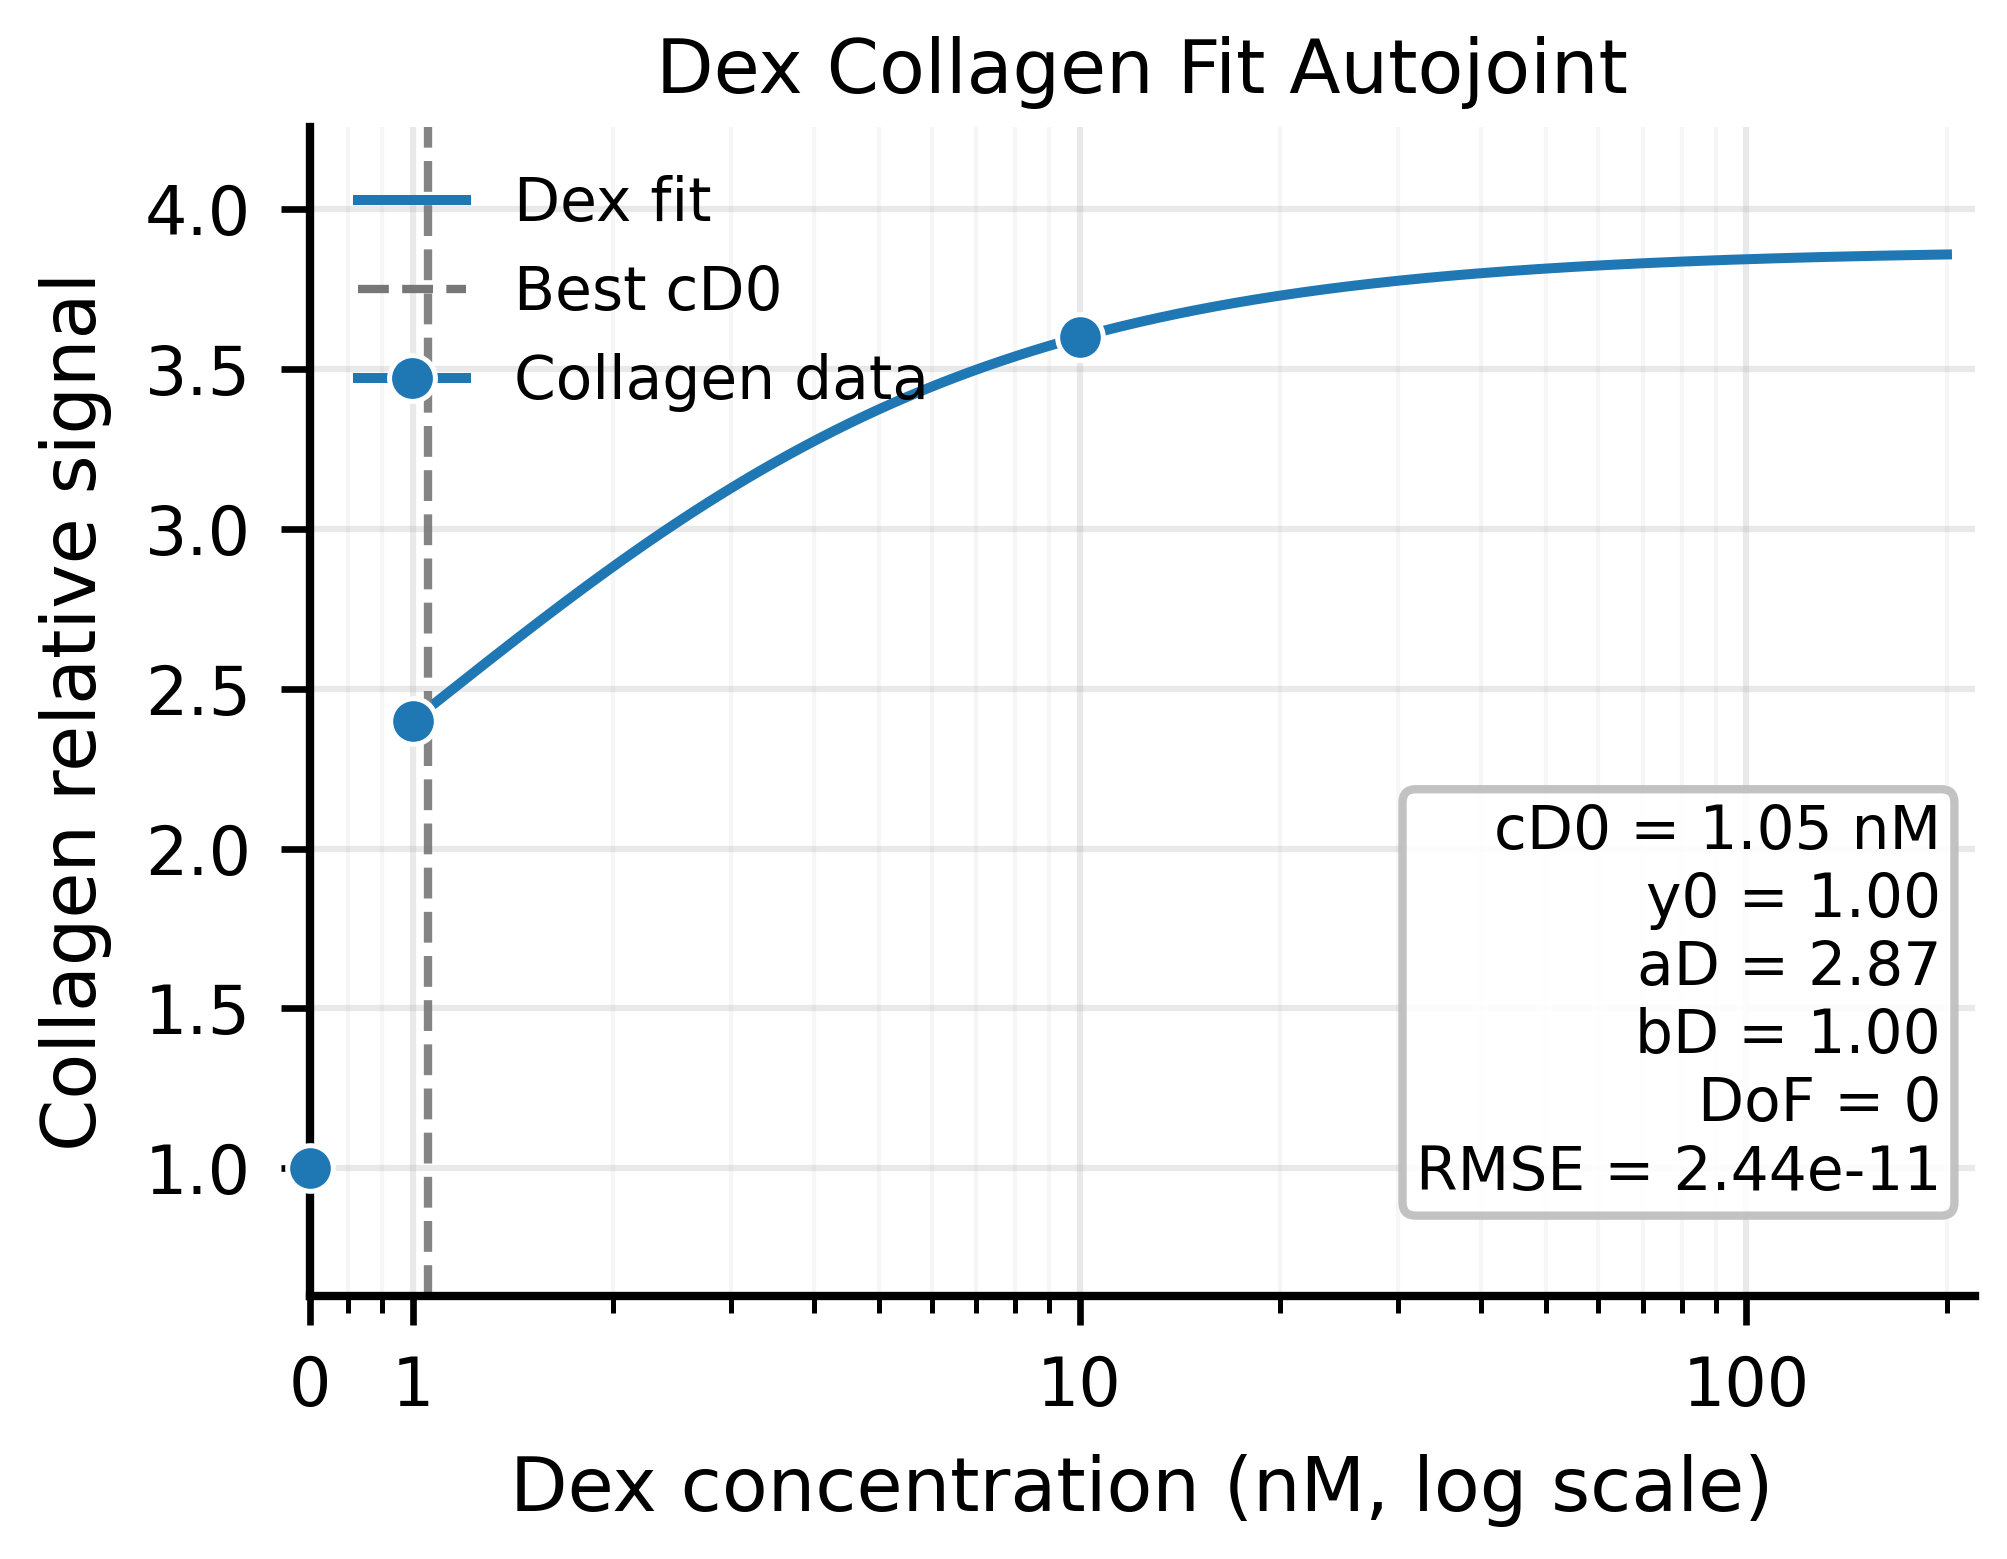 Dex Collagen Fit Autojoint
Collagen relative signal
4.0
3.5
3.0
2.5
2.0
1.5
1.0
Dex fit
Best cD0
Collagen data
cD0 = 1.05 nM
y0 = 1.00
aD = 2.87
bD = 1.00
DoF = 0
RMSE = 2.44e-11
0 1 10 100
Dex concentration (nM, log scale)